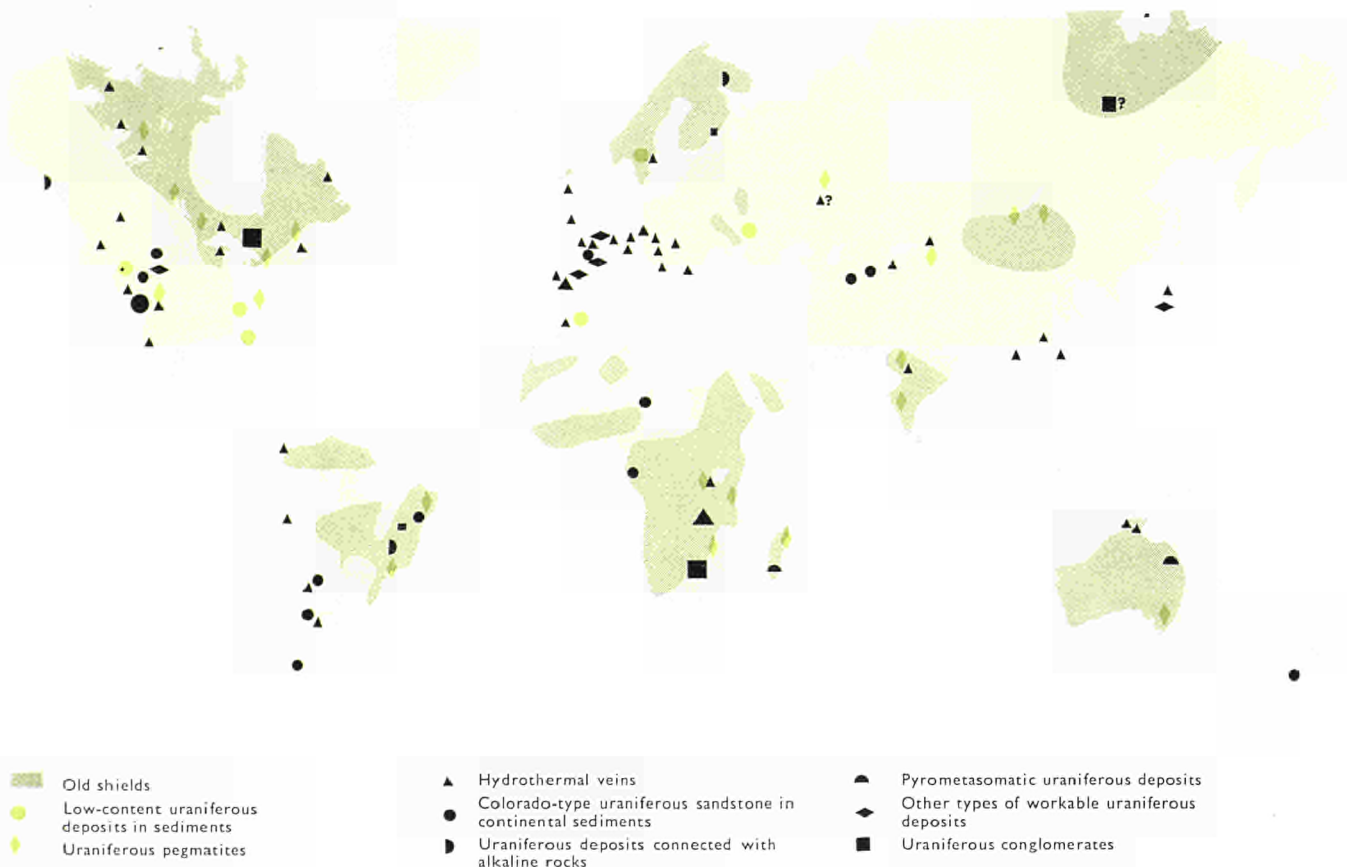 ?
?
Old shields
Low-content uraniferous
deposits in sediments
Uraniferous pegmatites
Hydrothermal veins
Colorado-type uraniferous sandstone in
continental sediments
Uraniferous deposits connected with
alkaline rocks
Pyrometasomatic uraniferous deposits
Other types of workable uraniferous
deposits
Uraniferous conglomerates